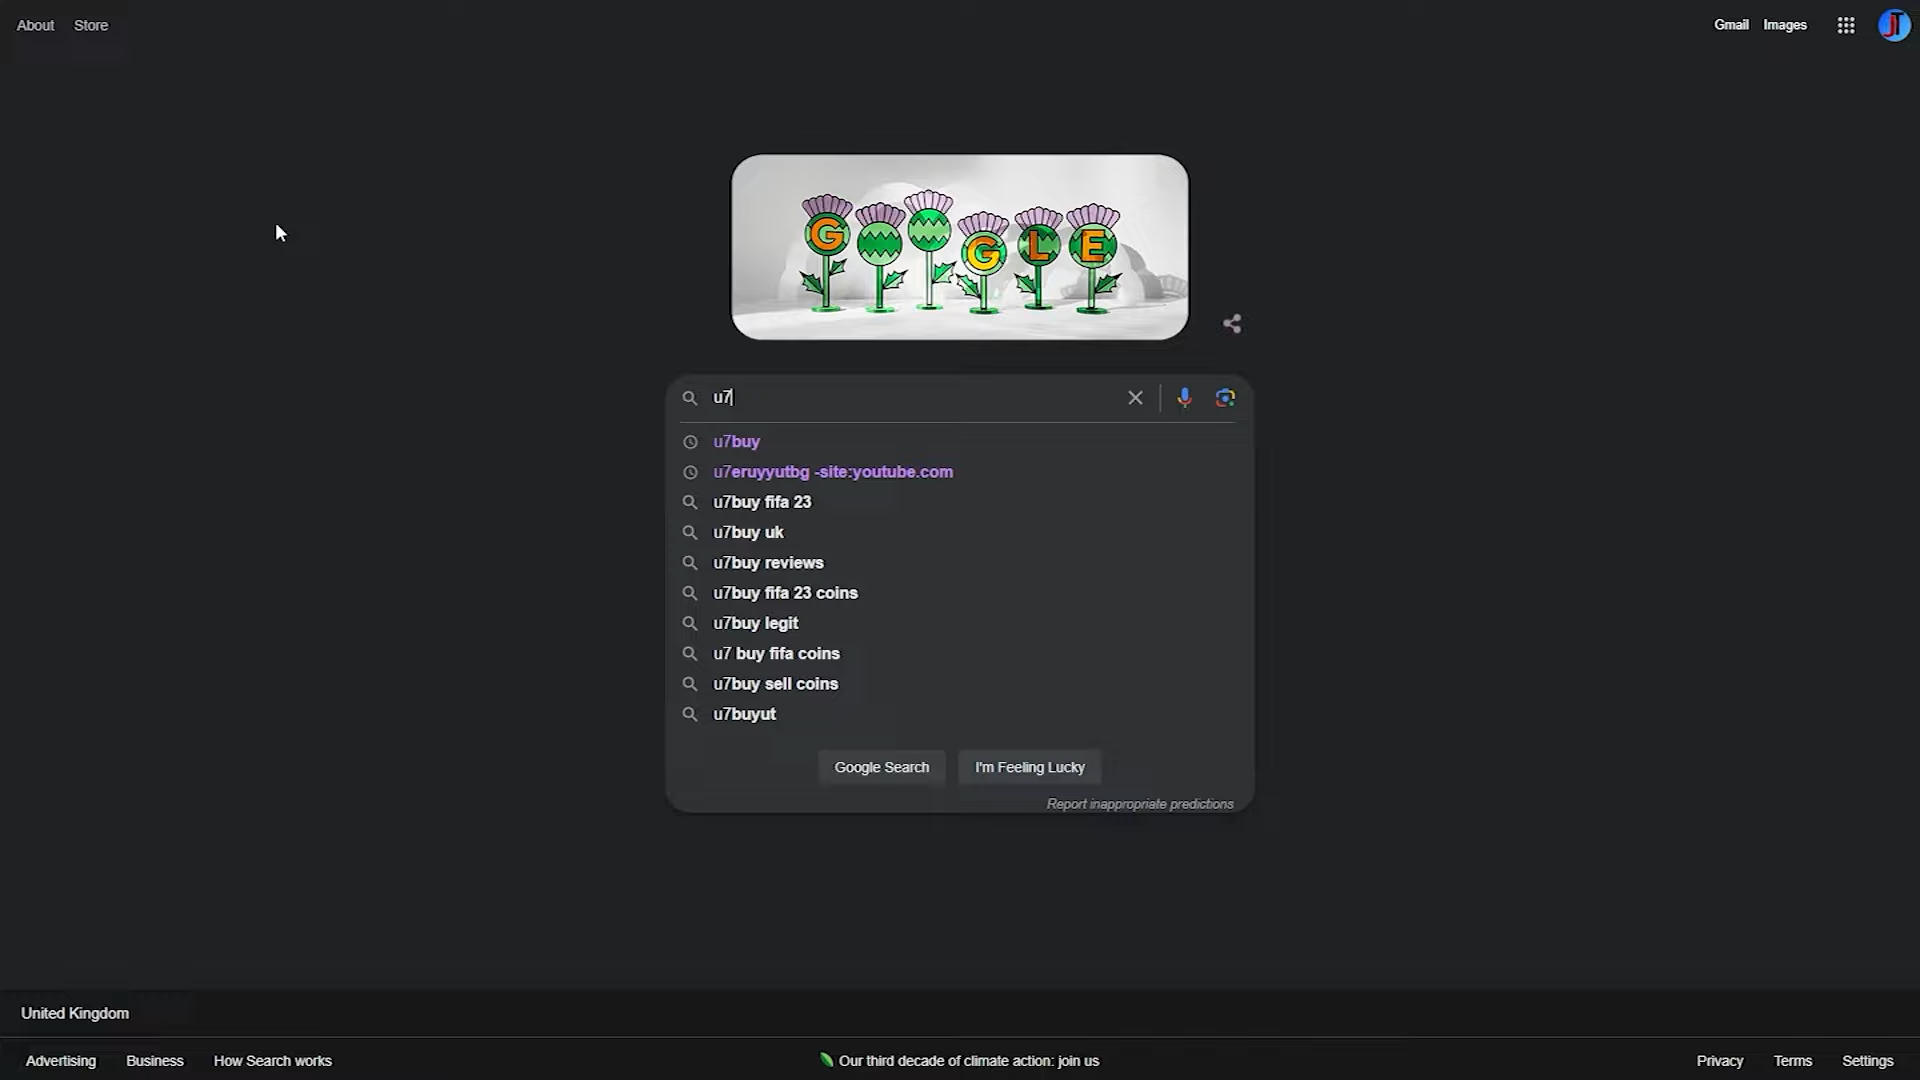 About Store
Gmail Images
JT
G G L E
u7
u7buy
u7eruyyutbg -site:youtube.com
u7buy fifa 23
u7buy uk
u7buy reviews
u7buy fifa 23 coins
u7buy legit
u7 buy fifa coins
u7buy sell coins
u7buyut
Google Search I'm Feeling Lucky
Report inappropriate predictions
United Kingdom
Advertising Business How Search works Our third decade of climate action: join us Privacy Terms Settings